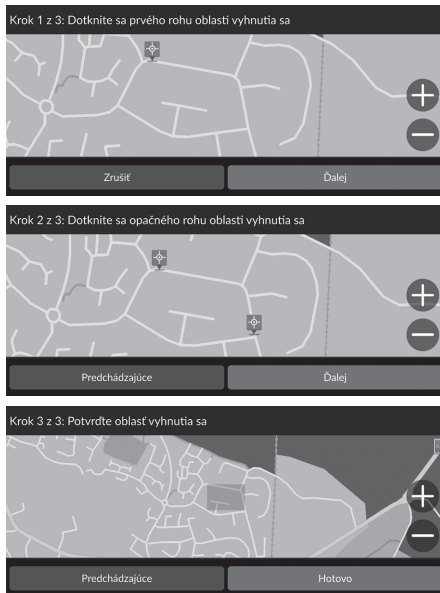 Krok 1 z 3: Dotknite sa prvého rohu oblasti vyhnutia sa
Zrušiť
Ďalej
Krok 2 z 3: Dotknite sa opačného rohu oblasti vyhnutia sa
Predchádzajúce
Ďalej
Krok 3 z 3: Potvrďte oblasť vyhnutia sa
Predchádzajúce
Hotovo